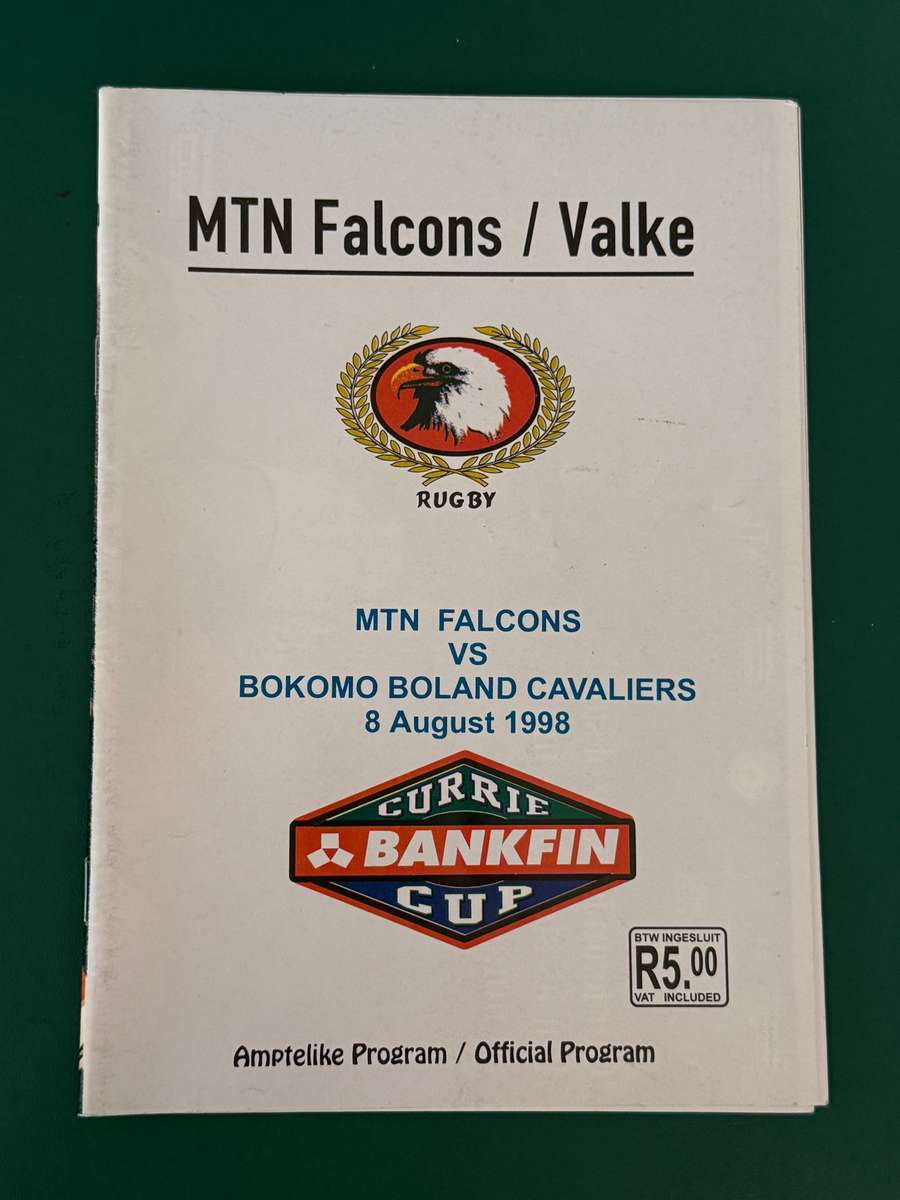 MTN Falcons / Valke
RUGBY
MTN FALCONS
VS
BOKOMO BOLAND CAVALIERS
8 August 1998
CURRIE
BANKFIN
CUP
BTW INGESLUIT
R5.00
VAT INCLUDED
Amptelike Program / Official Program